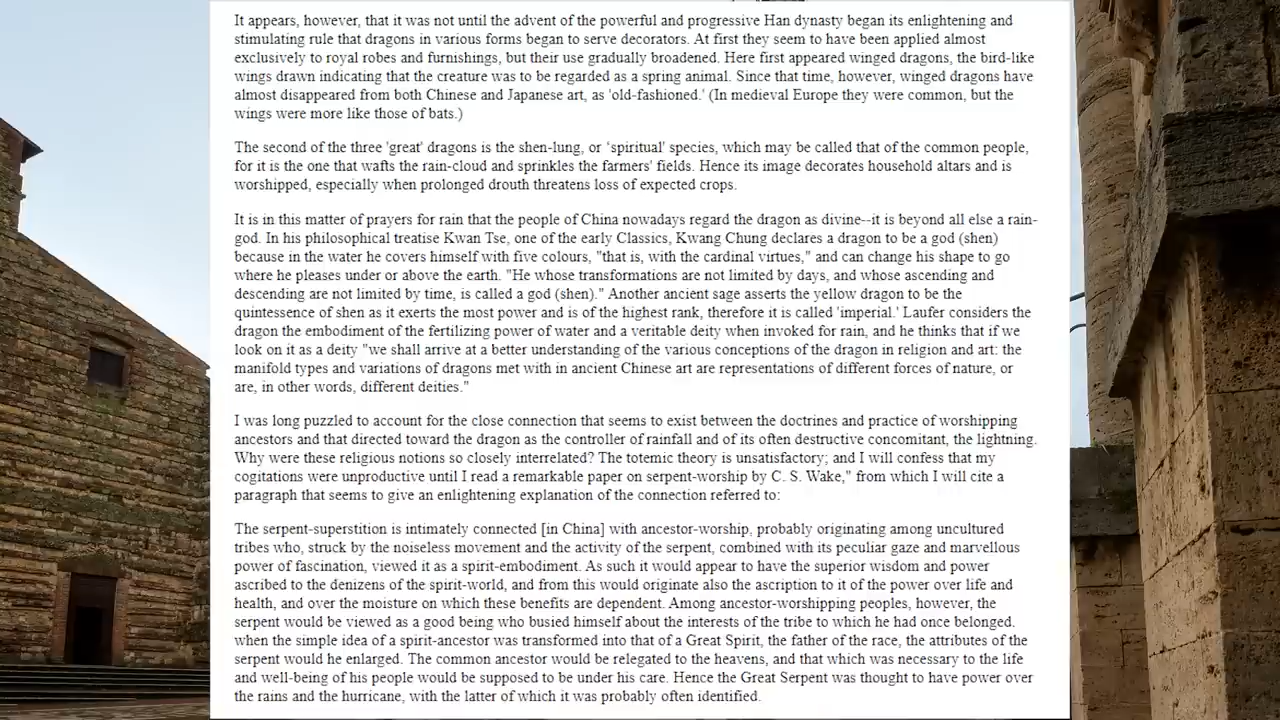 It appears, however, that it was not until the advent of the powerful and progressive Han dynasty began its enlightening and
stimulating rule that dragons in various forms began to serve decorators. At first they seem to have been applied almost
exclusively to royal robes and furnishings, but their use gradually broadened. Here first appeared winged dragons, the bird-like
wings drawn indicating that the creature was to be regarded as a spring animal. Since that time, however, winged dragons have
almost disappeared from both Chinese and Japanese art, as 'old-fashioned.' (In medieval Europe they were common, but the
wings were more like those of bats.)
The second of the three 'great' dragons is the shen-lung, or 'spiritual' species, which may be called that of the common people,
for it is the one that wafts the rain-cloud and sprinkles the farmers' fields. Hence its image decorates household altars and is
worshipped, especially when prolonged drouth threatens loss of expected crops.
It is in this matter of prayers for rain that the people of China nowadays regard the dragon as divine--it is beyond all else a rain-
god. In his philosophical treatise Kwan Tse, one of the early Classics, Kwang Chung declares a dragon to be a god (shen)
because in the water he covers himself with five colours, "that is, with the cardinal virtues," and can change his shape to go
where he pleases under or above the earth. "He whose transformations are not limited by days, and whose ascending and
descending are not limited by time, is called a god (shen)." Another ancient sage asserts the yellow dragon to be the
quintessence of shen as it exerts the most power and is of the highest rank, therefore it is called 'imperial.' Laufer considers the
dragon the embodiment of the fertilizing power of water and a veritable deity when invoked for rain, and he thinks that if we
look on it as a deity "we shall arrive at a better understanding of the various conceptions of the dragon in religion and art: the
manifold types and variations of dragons met with in ancient Chinese art are representations of different forces of nature, or
are, in other words, different deities."
I was long puzzled to account for the close connection that seems to exist between the doctrines and practice of worshipping
ancestors and that directed toward the dragon as the controller of rainfall and of its often destructive concomitant, the lightning.
Why were these religious notions so closely interrelated? The totemic theory is unsatisfactory; and I will confess that my
cogitations were unproductive until I read a remarkable paper on serpent-worship by C. S. Wake," from which I will cite a
paragraph that seems to give an enlightening explanation of the connection referred to:
The serpent-superstition is intimately connected [in China] with ancestor-worship, probably originating among uncultured
tribes who, struck by the noiseless movement and the activity of the serpent, combined with its peculiar gaze and marvellous
power of fascination, viewed it as a spirit-embodiment. As such it would appear to have the superior wisdom and power
ascribed to the denizens of the spirit-world, and from this would originate also the ascription to it of the power over life and
health, and over the moisture on which these benefits are dependent. Among ancestor-worshipping peoples, however, the
serpent would be viewed as a good being who busied himself about the interests of the tribe to which he had once belonged.
when the simple idea of a spirit-ancestor was transformed into that of a Great Spirit, the father of the race, the attributes of the
serpent would he enlarged. The common ancestor would be relegated to the heavens, and that which was necessary to the life
and well-being of his people would be supposed to be under his care. Hence the Great Serpent was thought to have power over
the rains and the hurricane, with the latter of which it was probably often identified.